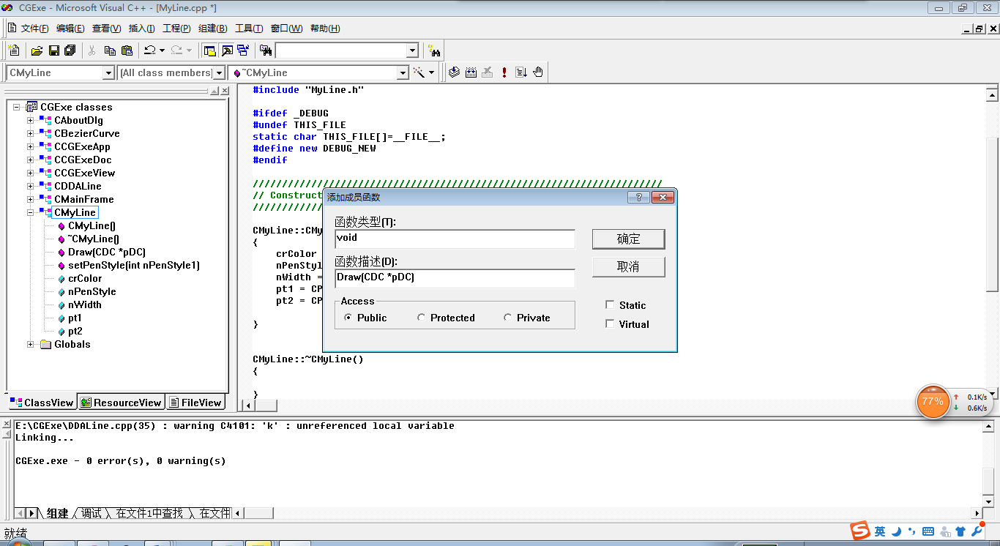 CGExe - Microsoft Visual C++ - [MyLine.cpp *]
文件(F) 编辑(E) 查看(V) 插入(I) 工程(P) 组建(B) 工具(T) 窗口(W) 帮助(H)
CMyLine [All class members] ~CMyLine
CGExe classes
CAboutDlg
CBezierCurve
CCGExeApp
CCGExeDoc
CCGExeView
CDDALine
CMainFrame
CMyLine
CMyLine()
~CMyLine()
Draw(CDC *pDC)
setPenStyle(int nPenStyle1)
crColor
nPenStyle
nWidth
pt1
pt2
Globals
ClassView ResourceView FileView
#include "MyLine.h"
#ifdef _DEBUG
#undef THIS_FILE
static char THIS_FILE[]=__FILE__;
#define new DEBUG_NEW
#endif
//////////////////////////////////////////////////////////////////////
// Construct
////////////
CMyLine::CMy
{
crColor
nPenStyl
nWidth =
pt1 = CP
pt2 = CP
}
CMyLine::~CMyLine()
{
}
添加成员函数
函数类型(T):
void
确定
函数描述(D):
取消
Draw(CDC *pDC)
Access
Public Protected Private
Static
Virtual
77%
0.1K/s
0.6K/s
E:\CGExe\DDALine.cpp(35) : warning C4101: 'k' : unreferenced local variable
Linking...
CGExe.exe - 0 error(s), 0 warning(s)
组建 调试 在文件1中查找 在文件
就绪
英